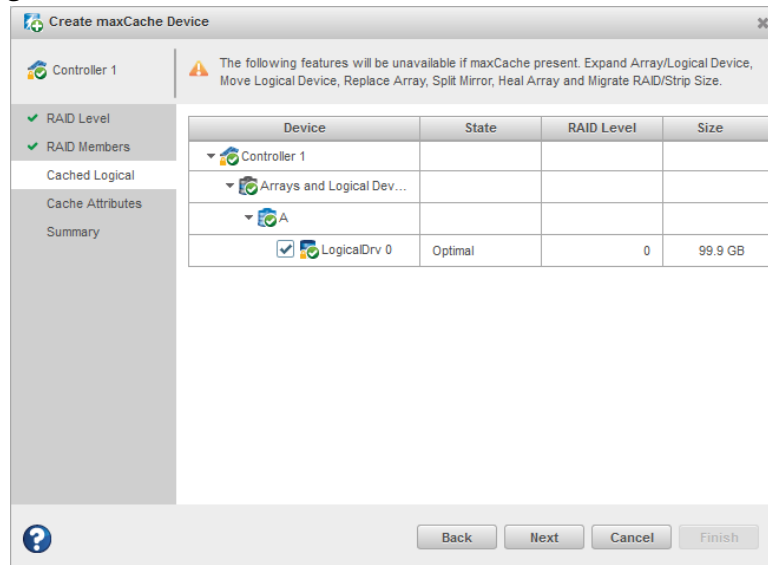 Create maxCache Device
Controller 1
The following features will be unavailable if maxCache present. Expand Array/Logical Device,
Move Logical Device, Replace Array, Split Mirror, Heal Array and Migrate RAID/Strip Size.
RAID Level
RAID Members
Cached Logical
Cache Attributes
Summary
Device State RAID Level Size
Controller 1
Arrays and Logical Dev...
A
LogicalDrv 0 Optimal 0 99.9 GB
? Back Next Cancel Finish